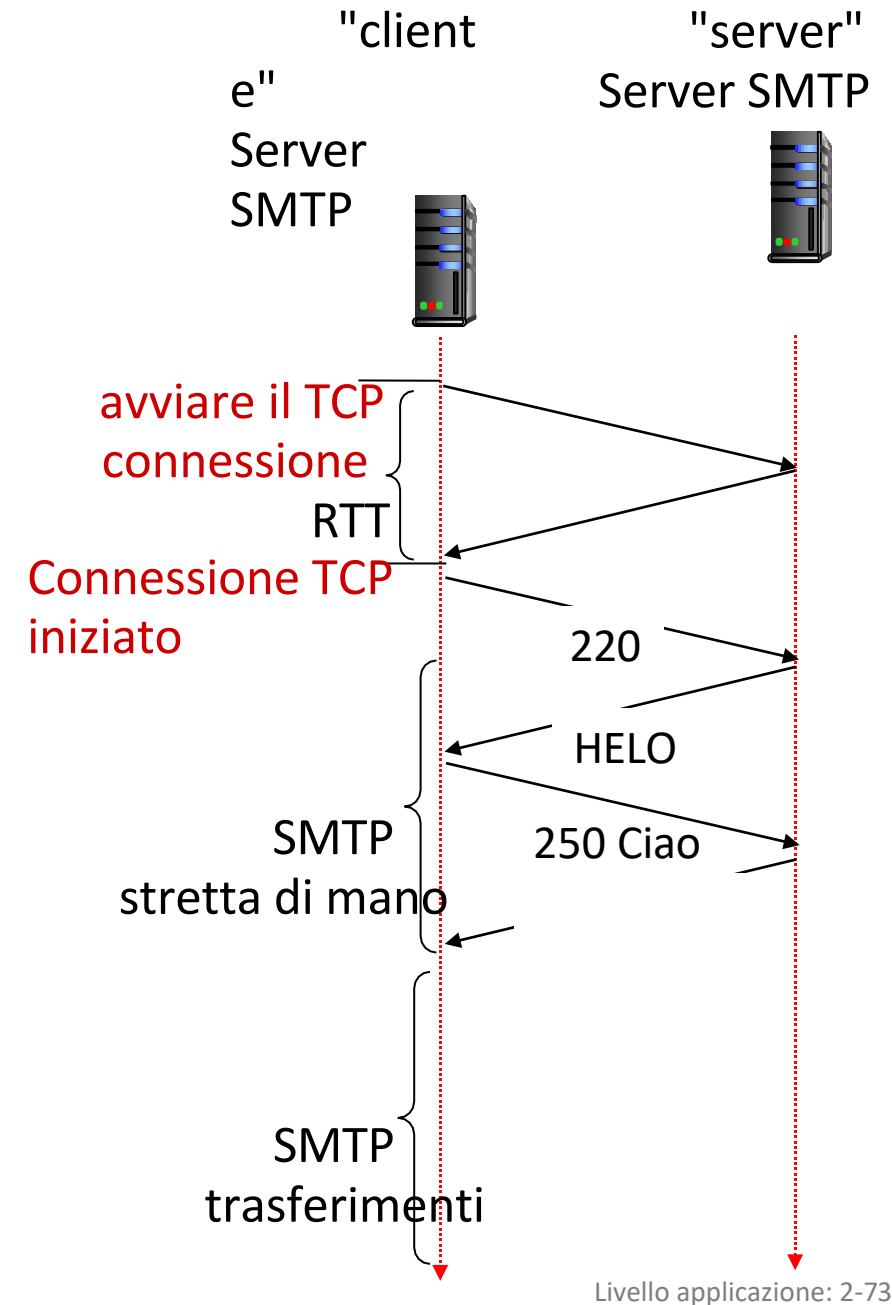 "client
e"
Server
SMTP
"server"
Server SMTP
avviare il TCP
connessione
RTT
Connessione TCP
iniziato
220
HELO
250 Ciao
SMTP
stretta di mano
SMTP
trasferimenti
Livello applicazione: 2-73